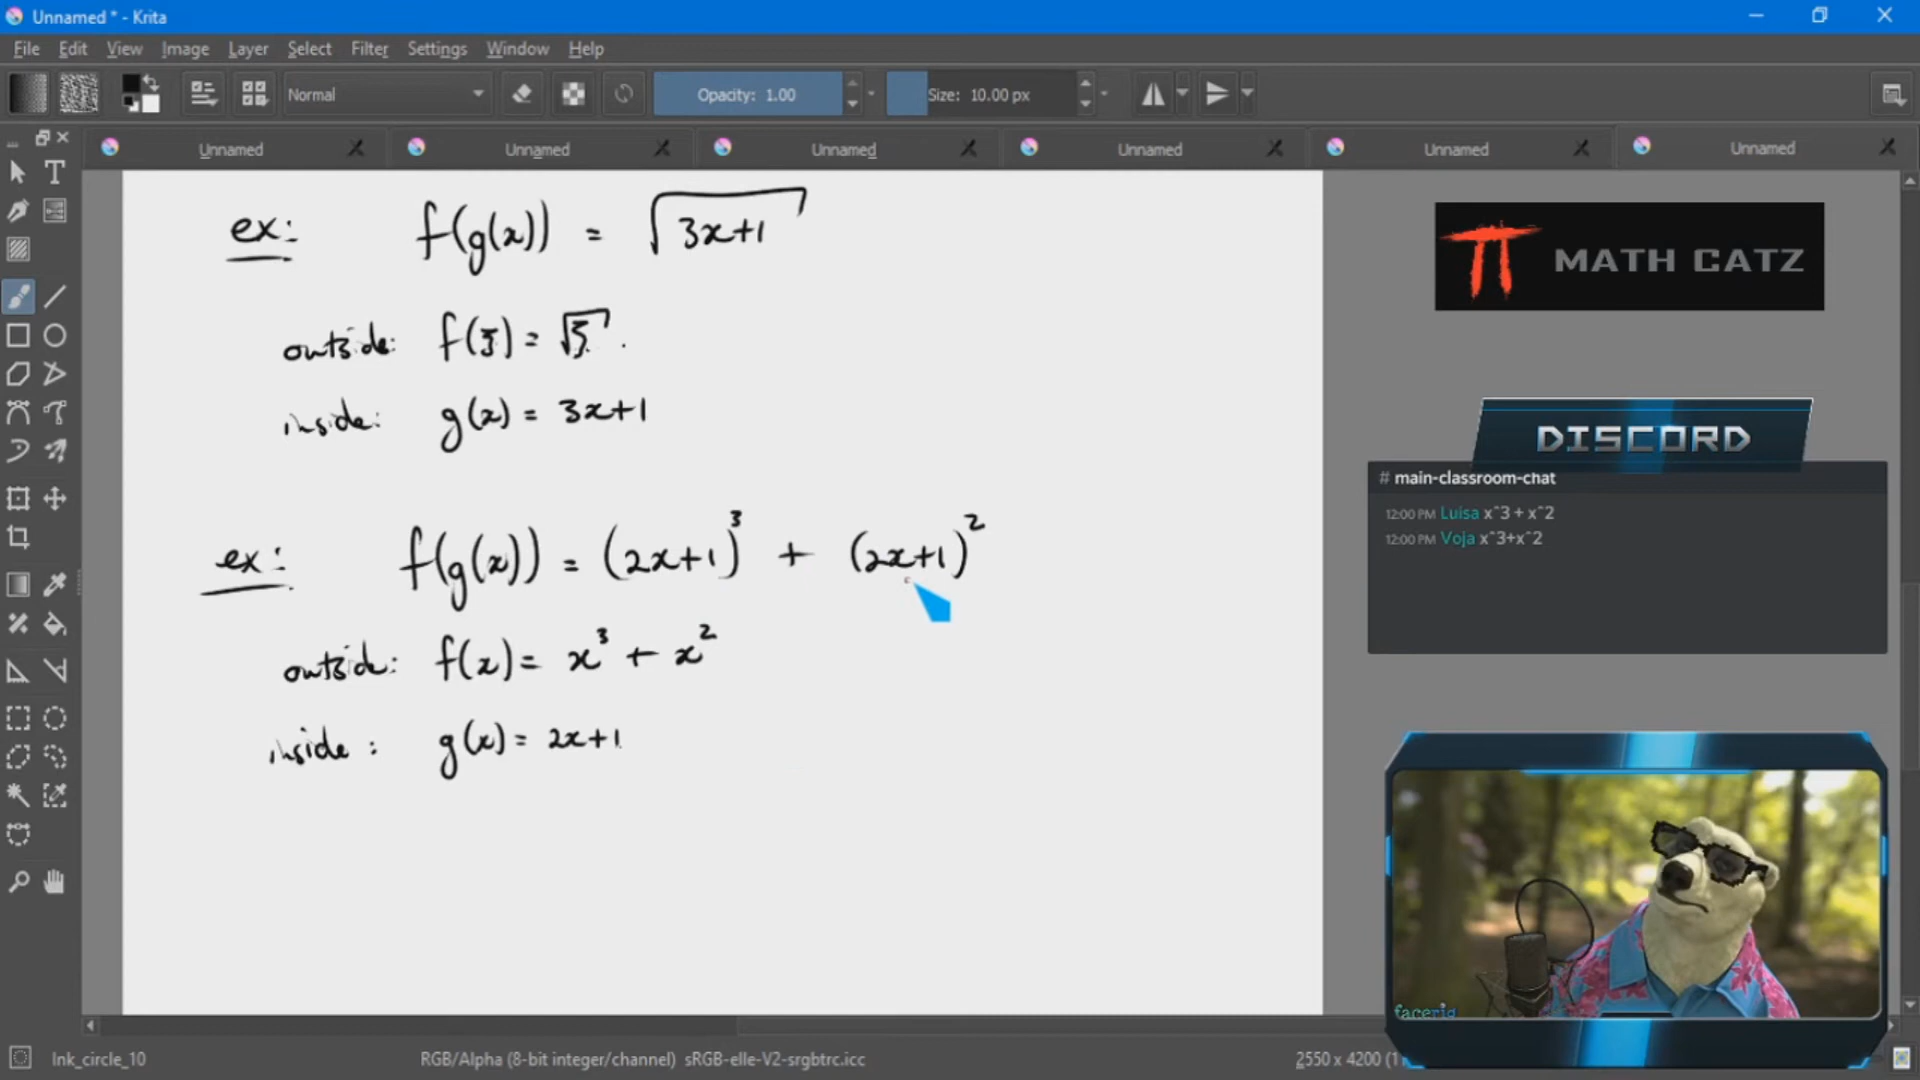 Unnamed * - Krita
File Edit View Image Layer Select Filter Settings Window Help
Normal Opacity: 1.00 Size: 10.00 px
Unnamed Unnamed Unnamed Unnamed Unnamed Unnamed
ex: f(g(x)) = √3x+1
outside: f(ξ) = √ξ
inside: g(x) = 3x+1
ex: f(g(x)) = (2x+1)³ + (2x+1)²
outside: f(x) = x³ + x²
inside: g(x) = 2x+1
π MATH CATZ
DISCORD
# main-classroom-chat
12:00 PM Luisa x^3 + x^2
12:00 PM Voja x^3+x^2
facerig
Ink_circle_10 RGB/Alpha (8-bit integer/channel) sRGB-elle-V2-srgbtrc.icc 2550 x 4200 (1